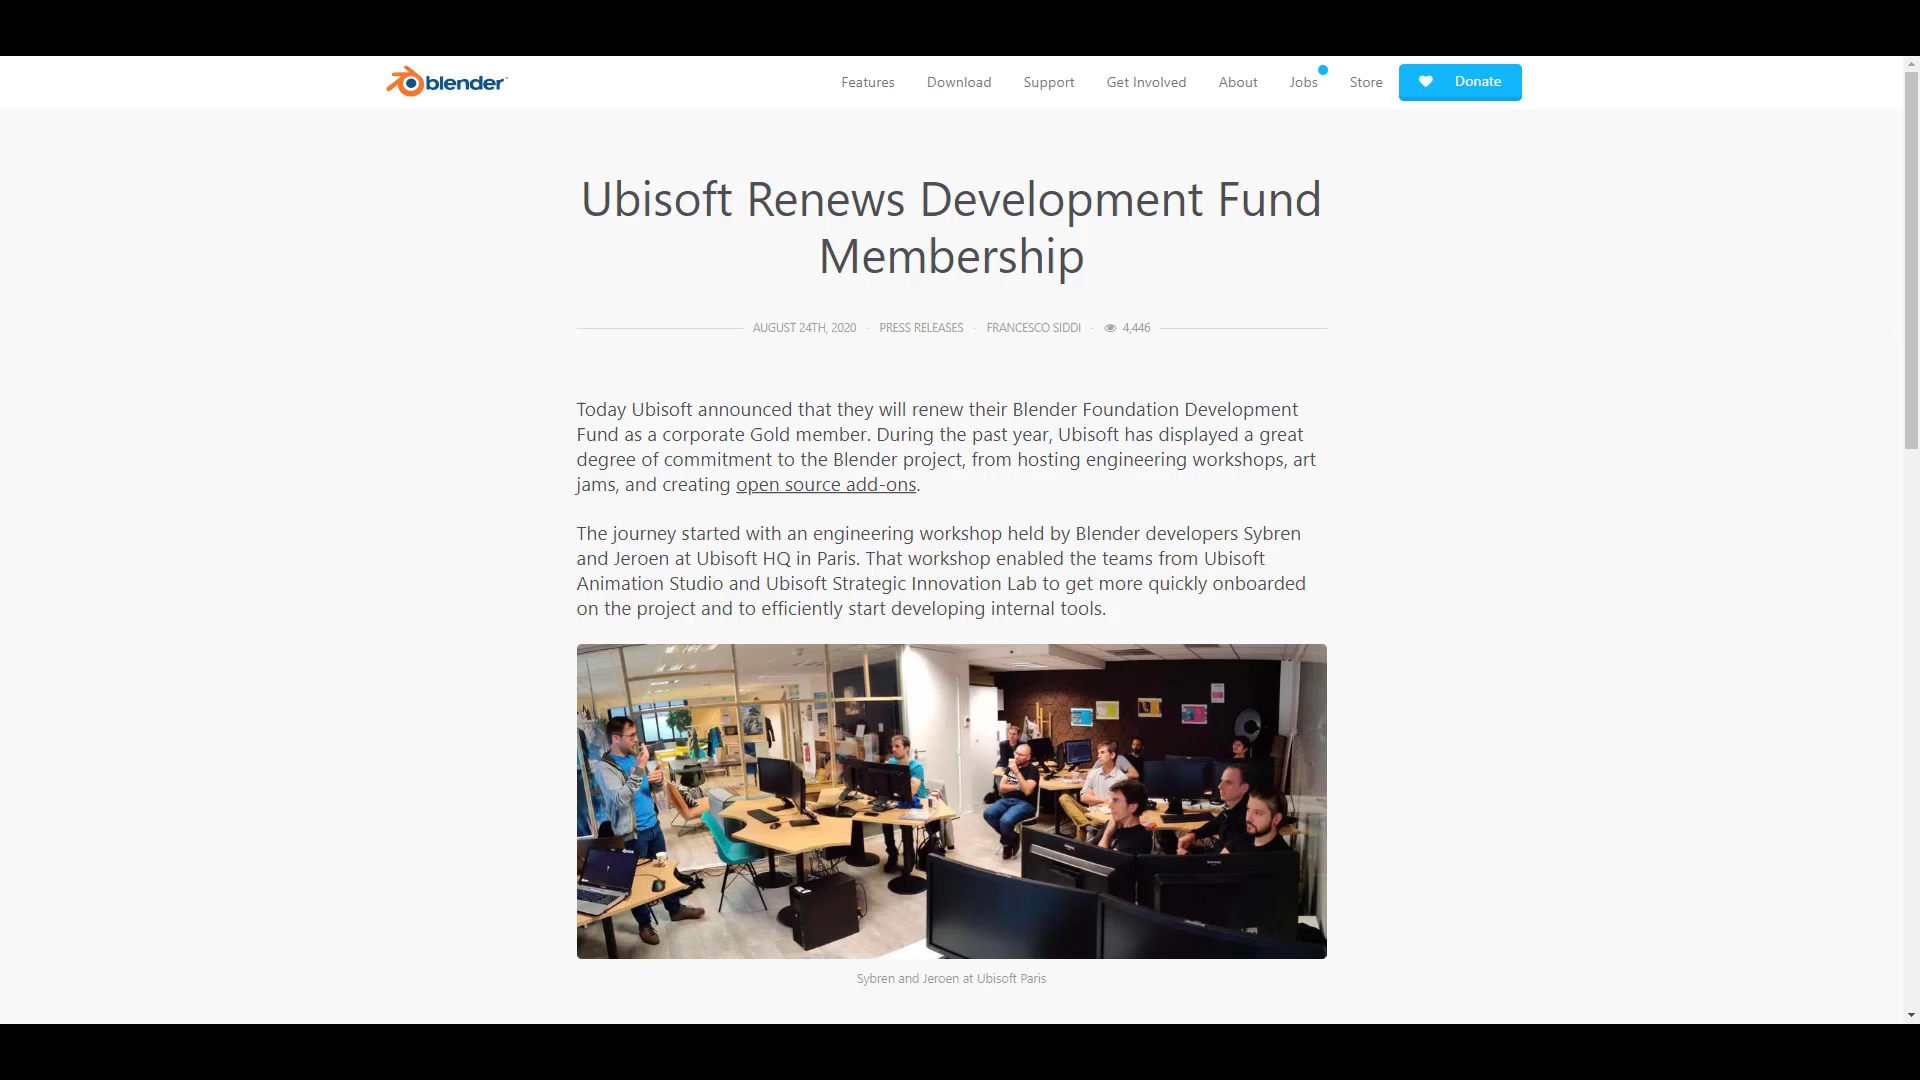 blender
Features Download Support Get Involved About Jobs Store Donate
Ubisoft Renews Development Fund
Membership
AUGUST 24TH, 2020 - PRESS RELEASES - FRANCESCO SIDDI - 4,446
Today Ubisoft announced that they will renew their Blender Foundation Development
Fund as a corporate Gold member. During the past year, Ubisoft has displayed a great
degree of commitment to the Blender project, from hosting engineering workshops, art
jams, and creating open source add-ons.
The journey started with an engineering workshop held by Blender developers Sybren
and Jeroen at Ubisoft HQ in Paris. That workshop enabled the teams from Ubisoft
Animation Studio and Ubisoft Strategic Innovation Lab to get more quickly onboarded
on the project and to efficiently start developing internal tools.
Sybren and Jeroen at Ubisoft Paris